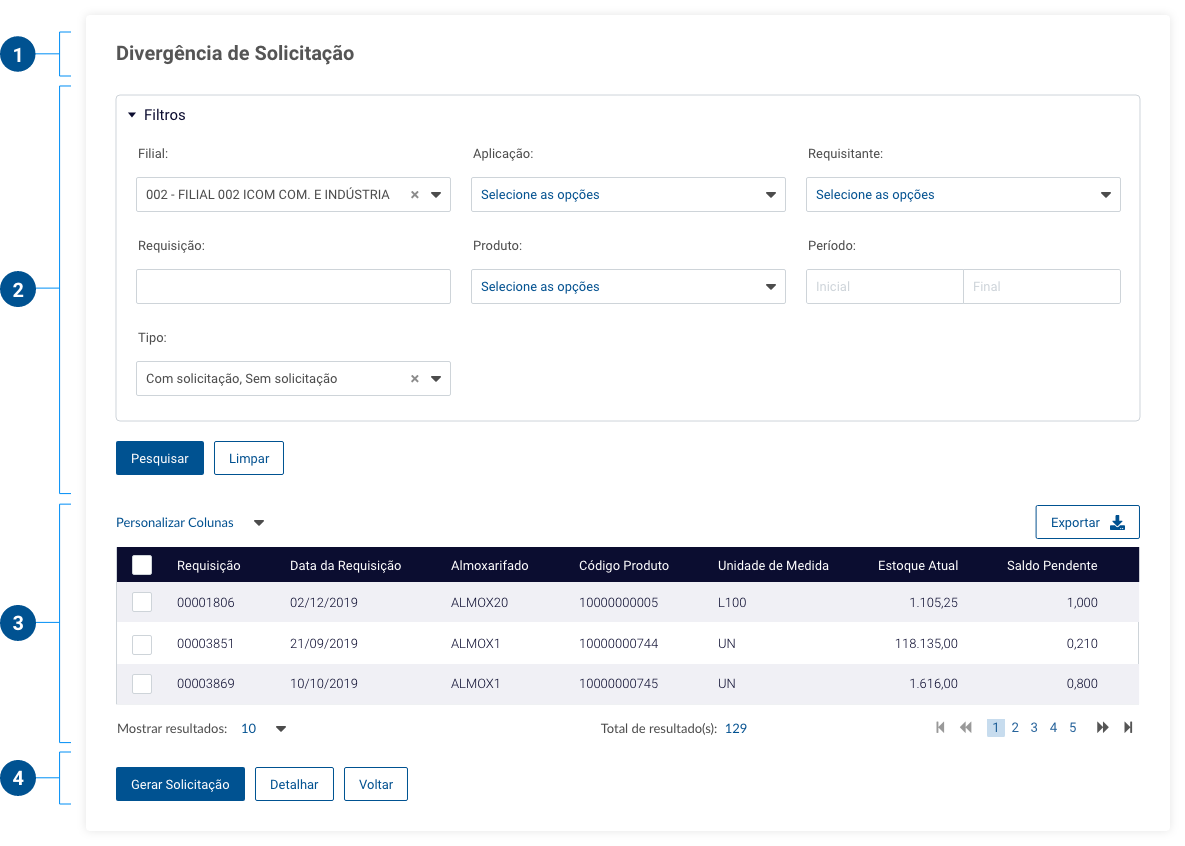 1
Divergência de Solicitação
2
Filtros
Filial: Aplicação: Requisitante:
002 - FILIAL 002 ICOM COM. E INDÚSTRIA × Selecione as opções Selecione as opções
Requisição: Produto: Período:
Selecione as opções Inicial Final
Tipo:
Com solicitação, Sem solicitação ×
Pesquisar Limpar
3
Personalizar Colunas Exportar
Requisição Data da Requisição Almoxarifado Código Produto Unidade de Medida Estoque Atual Saldo Pendente
00001806 02/12/2019 ALMOX20 10000000005 L100 1.105,25 1,000
00003851 21/09/2019 ALMOX1 10000000744 UN 118.135,00 0,210
00003869 10/10/2019 ALMOX1 10000000745 UN 1.616,00 0,800
Mostrar resultados: 10 Total de resultado(s): 129 1 2 3 4 5
4
Gerar Solicitação Detalhar Voltar